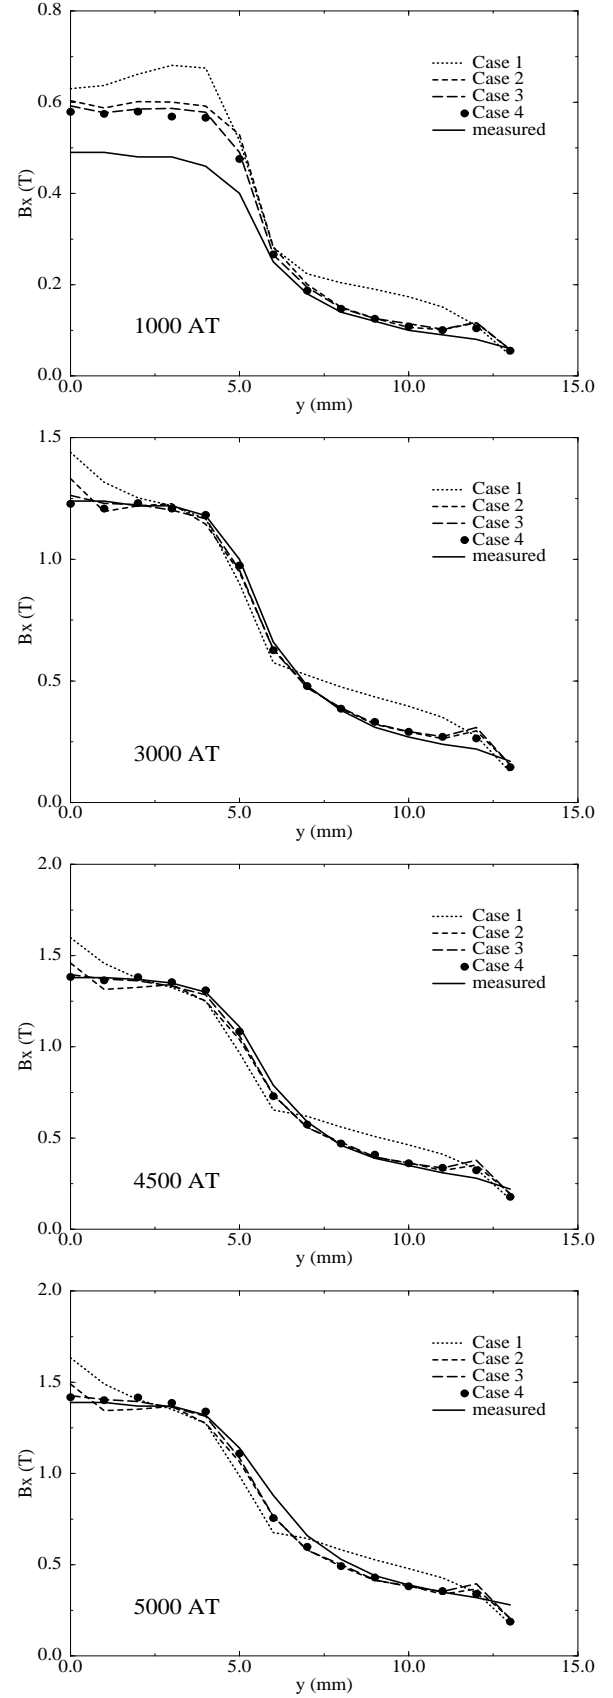 0.8
0.6
0.4
0.2
0.0
Bx (T)
Case 1
Case 2
Case 3
Case 4
measured
1000 AT
0.0 5.0 10.0 15.0
y (mm)
1.5
1.0
0.5
0.0
Bx (T)
Case 1
Case 2
Case 3
Case 4
measured
3000 AT
0.0 5.0 10.0 15.0
y (mm)
2.0
1.5
1.0
0.5
0.0
Bx (T)
Case 1
Case 2
Case 3
Case 4
measured
4500 AT
0.0 5.0 10.0 15.0
y (mm)
2.0
1.5
1.0
0.5
0.0
Bx (T)
Case 1
Case 2
Case 3
Case 4
measured
5000 AT
0.0 5.0 10.0 15.0
y (mm)